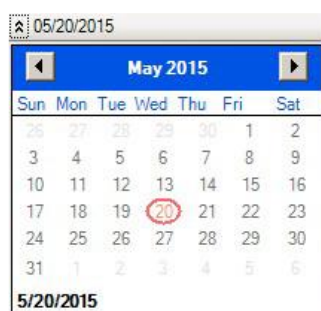 05/20/2015
May 2015
Sun Mon Tue Wed Thu Fri Sat
26 27 28 29 30 1 2
3 4 5 6 7 8 9
10 11 12 13 14 15 16
17 18 19 20 21 22 23
24 25 26 27 28 29 30
31 1 2 3 4 5 6
5/20/2015